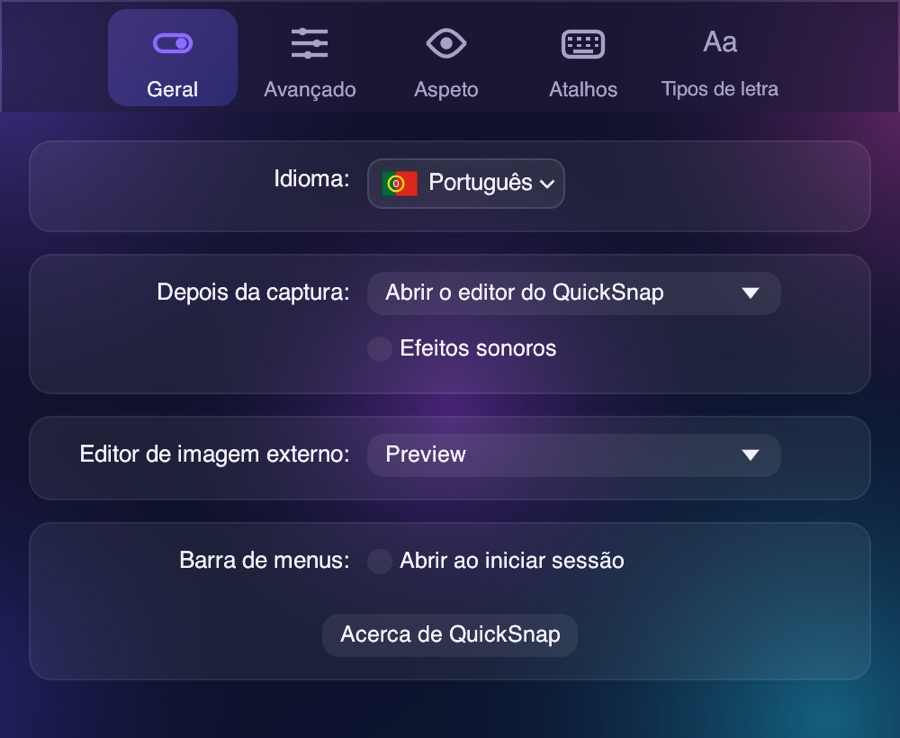 Geral
Avançado
Aspeto
Atalhos
Aa
Tipos de letra
Idioma: Português
Depois da captura: Abrir o editor do QuickSnap
Efeitos sonoros
Editor de imagem externo: Preview
Barra de menus: Abrir ao iniciar sessão
Acerca de QuickSnap